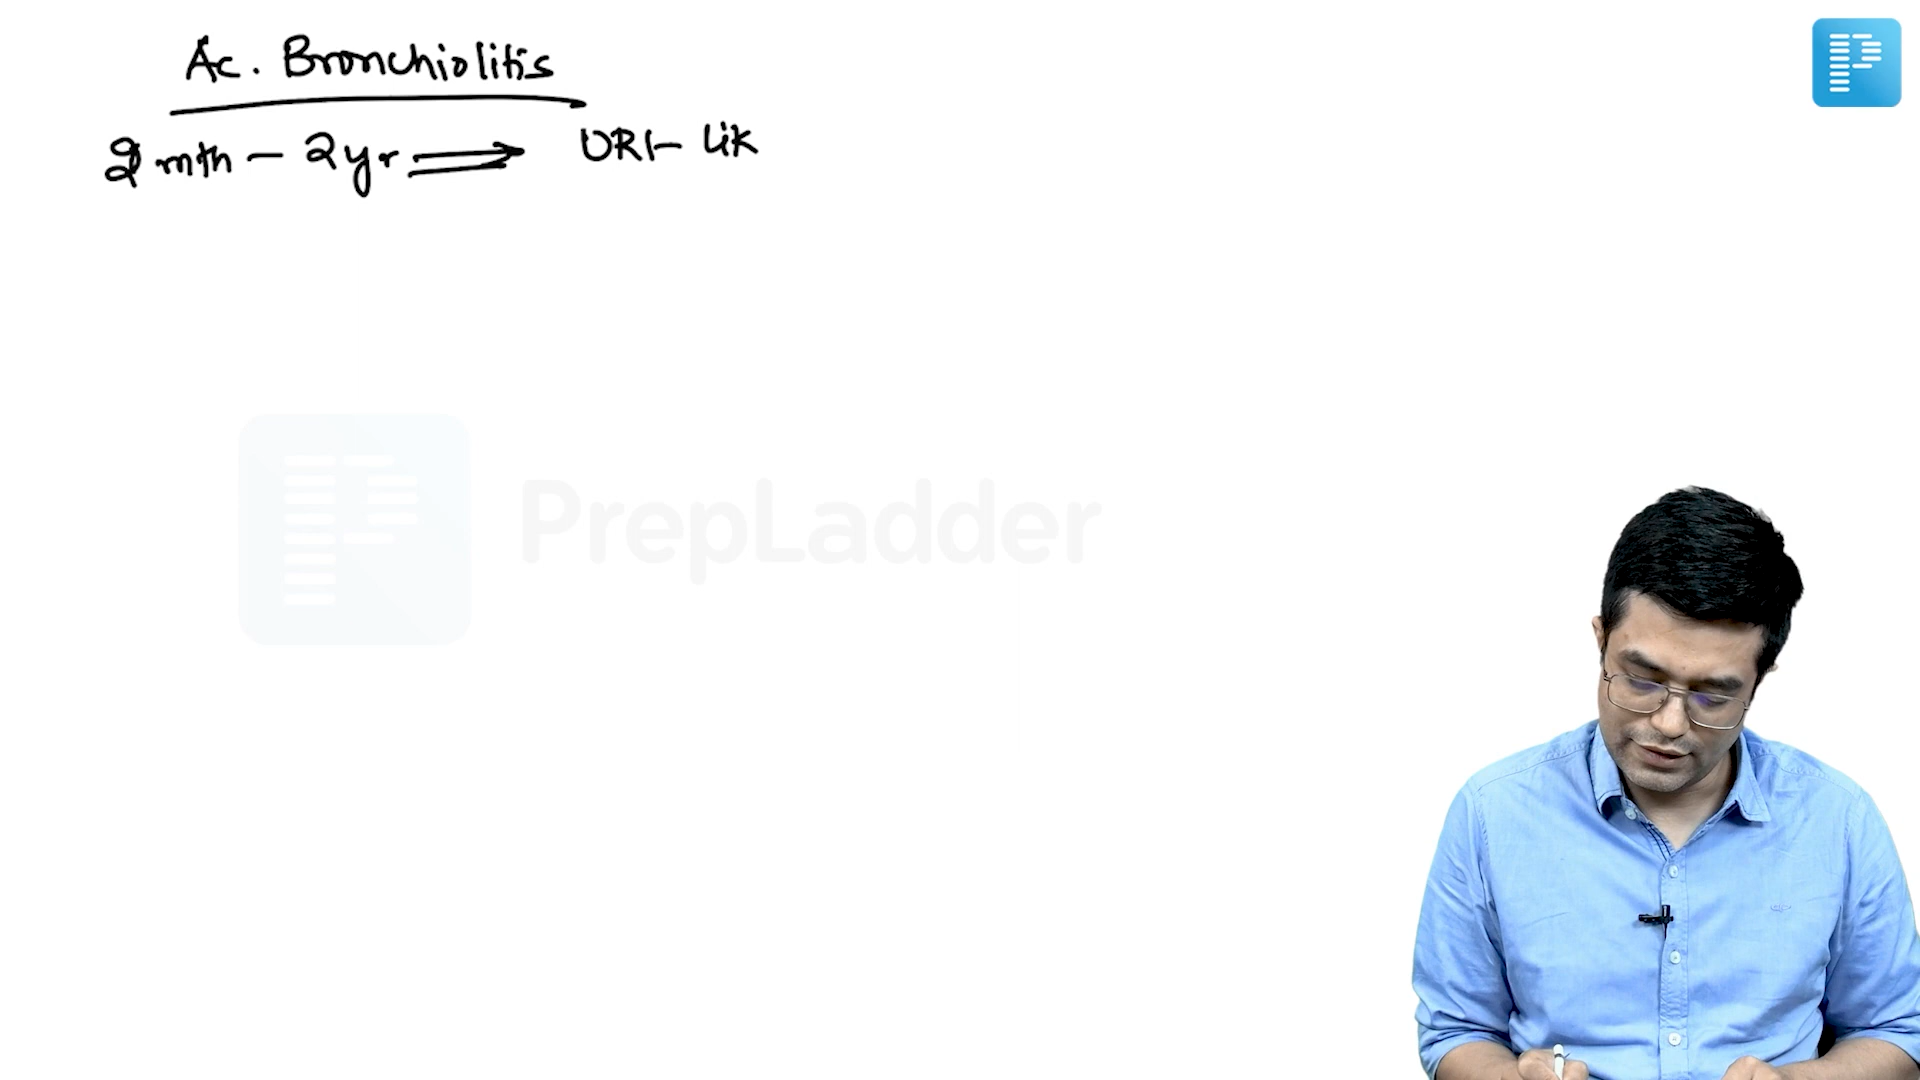 Ac. Bronchiolitis
2 mth - 2yr ⟹ URI- Lik
PrepLadder